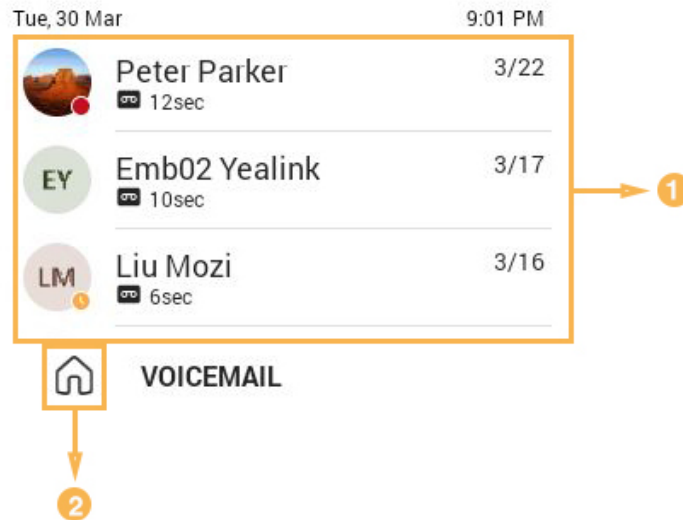 Tue, 30 Mar 9:01 PM
Peter Parker 3/22
12sec
EY Emb02 Yealink 3/17
10sec
1
LM Liu Mozi 3/16
6sec
VOICEMAIL
2